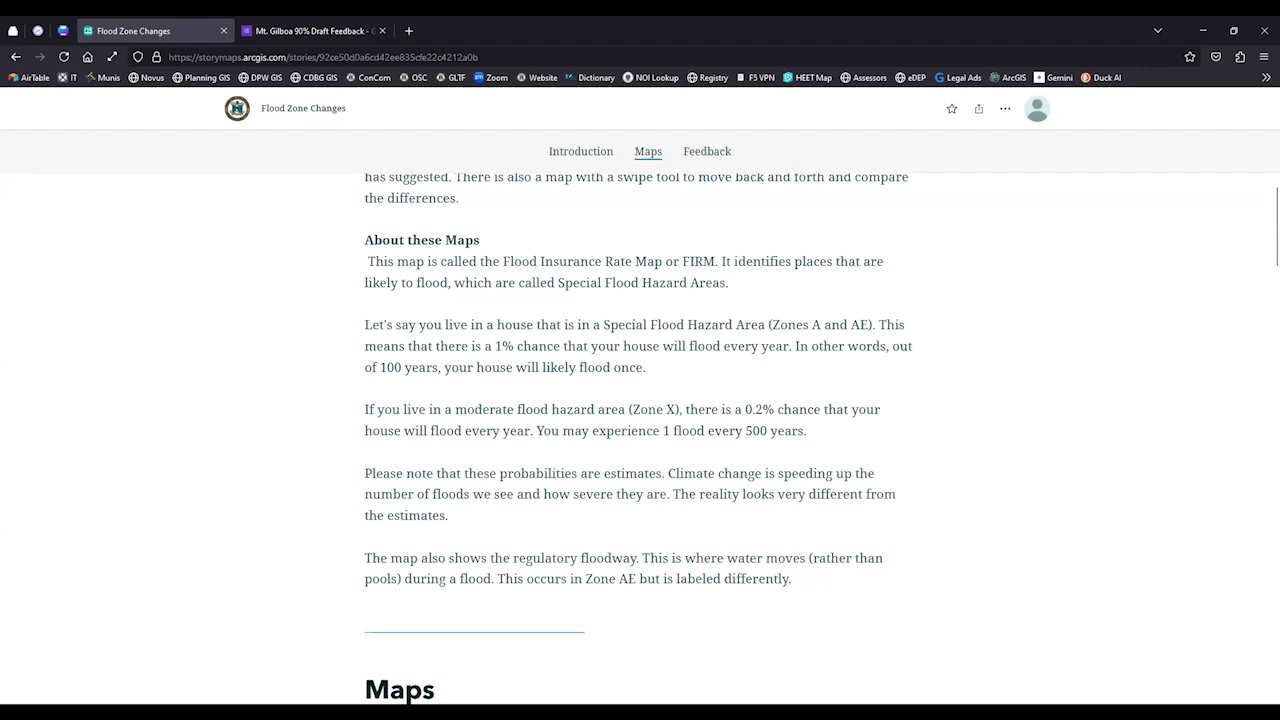 Flood Zone Changes
Mt. Gilboa 90% Draft Feedback - G
https://storymaps.arcgis.com/stories/92ce50d0a6cd42ee835cfe22c4212a0b
AirTable IT Munis Novus Planning GIS DPW GIS CDBG GIS ConCom OSC GLTF Zoom Website Dictionary NOI Lookup Registry F5 VPN HEET Map Assessors eDEP Legal Ads ArcGIS Gemini Duck AI
Flood Zone Changes
Introduction Maps Feedback
has suggested. There is also a map with a swipe tool to move back and forth and compare
the differences.
About these Maps
This map is called the Flood Insurance Rate Map or FIRM. It identifies places that are
likely to flood, which are called Special Flood Hazard Areas.
Let's say you live in a house that is in a Special Flood Hazard Area (Zones A and AE). This
means that there is a 1% chance that your house will flood every year. In other words, out
of 100 years, your house will likely flood once.
If you live in a moderate flood hazard area (Zone X), there is a 0.2% chance that your
house will flood every year. You may experience 1 flood every 500 years.
Please note that these probabilities are estimates. Climate change is speeding up the
number of floods we see and how severe they are. The reality looks very different from
the estimates.
The map also shows the regulatory floodway. This is where water moves (rather than
pools) during a flood. This occurs in Zone AE but is labeled differently.
Maps